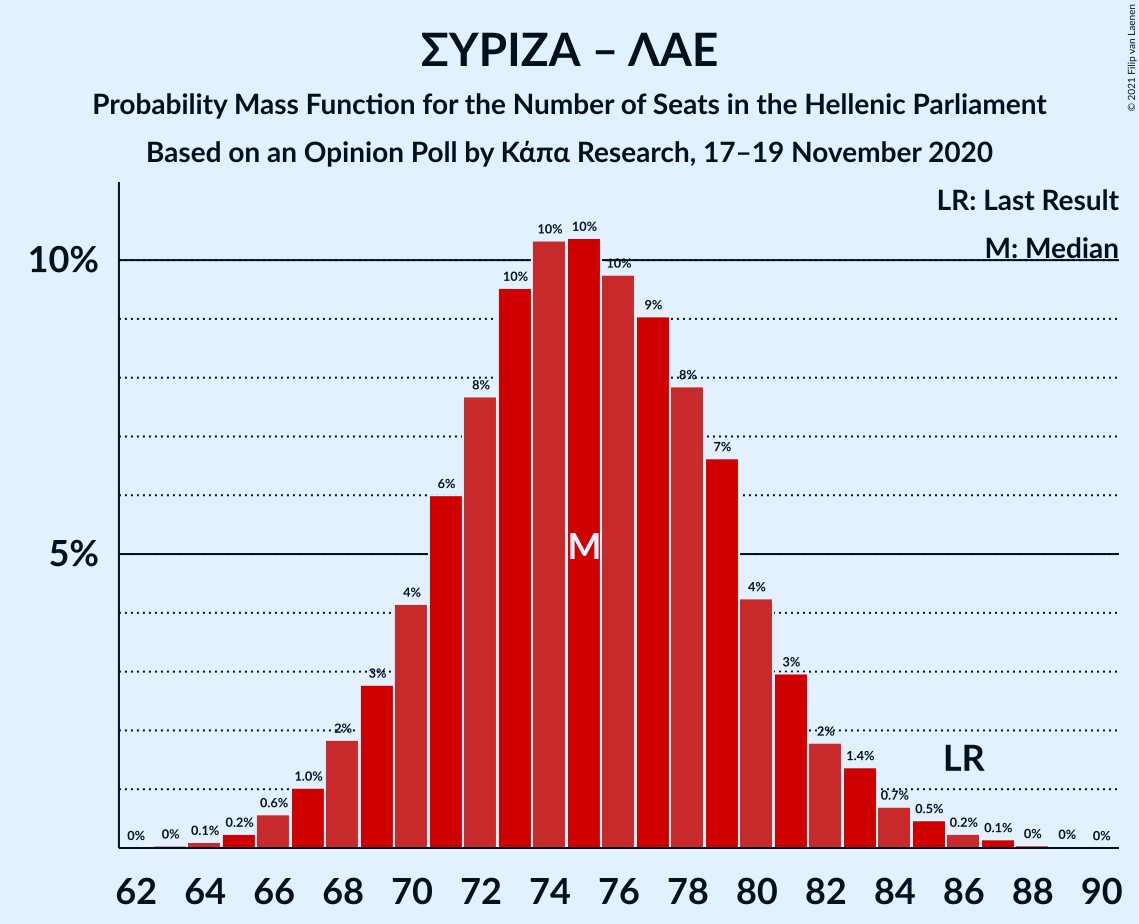 ΣΥΡΙΖΑ – ΛΑΕ
Probability Mass Function for the Number of Seats in the Hellenic Parliament
Based on an Opinion Poll by Κάπα Research, 17–19 November 2020
© 2021 Filip van Laenen
LR: Last Result
M: Median
10%
5%
0% 0% 0.1% 0.2% 0.6% 1.0% 2% 3% 4% 6% 8% 10% 10% 10% 10% 9% 8% 7% 4% 3% 2% 1.4% 0.7% 0.5% 0.2% 0.1% 0% 0% 0%
M
LR
62 64 66 68 70 72 74 76 78 80 82 84 86 88 90